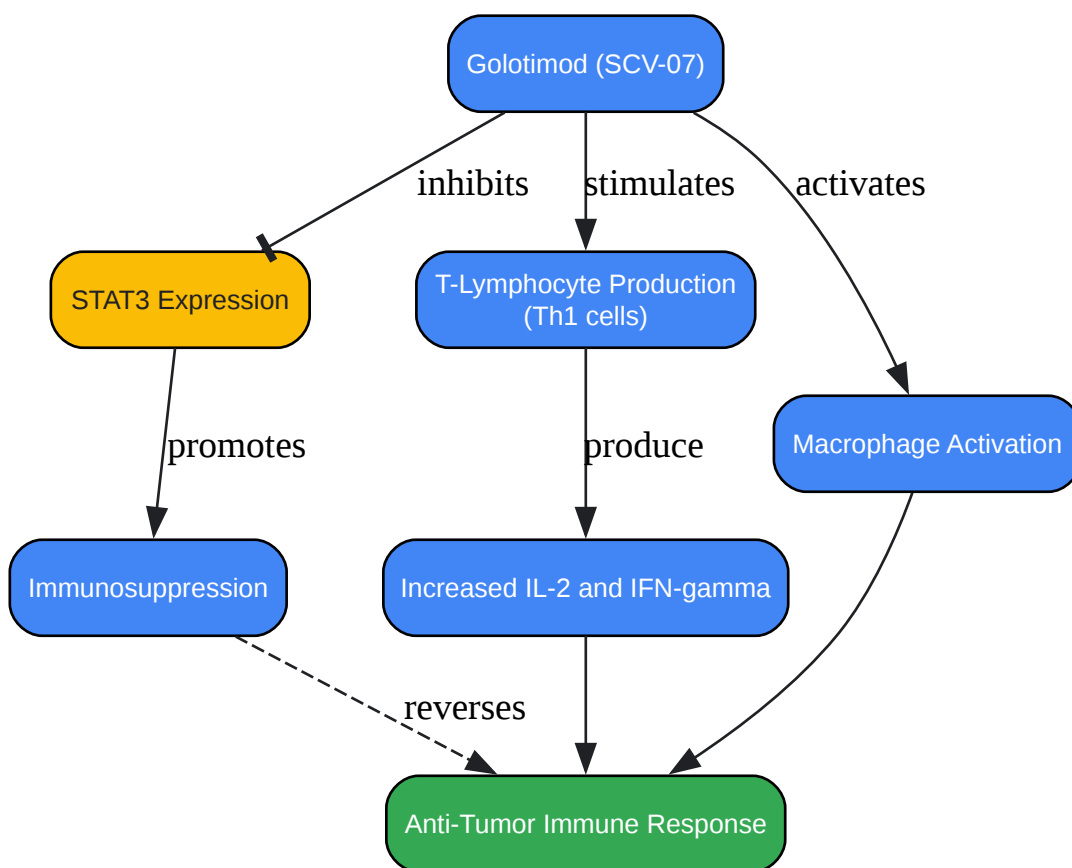 Golotimod (SCV-07)
inhibits
stimulates
activates
STAT3 Expression
T-Lymphocyte Production
(Th1 cells)
promotes
produce
Macrophage Activation
Immunosuppression
Increased IL-2 and IFN-gamma
reverses
Anti-Tumor Immune Response